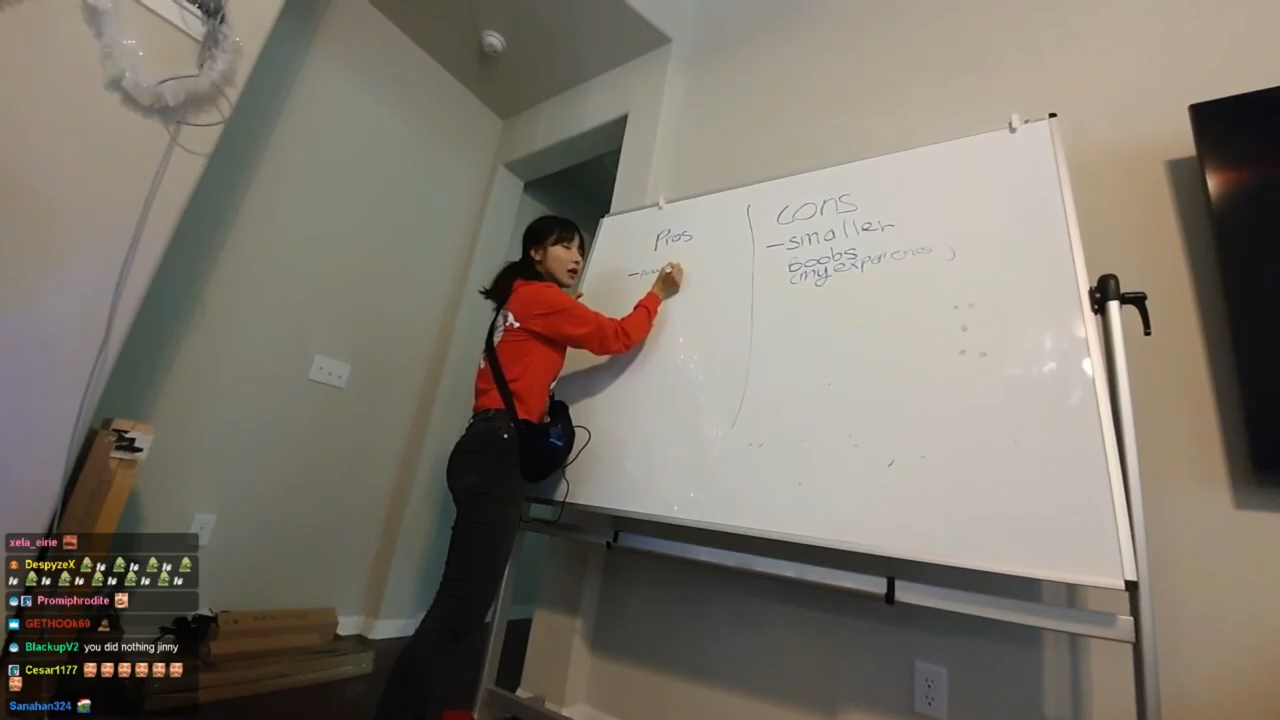 Pros
cons
-smaller
Boobs
(my experience)
xela_eirie
DespyzeX
Promiphrodite
GETHOOk69
BlackupV2 you did nothing jinny
Cesar1177
Sanahan324